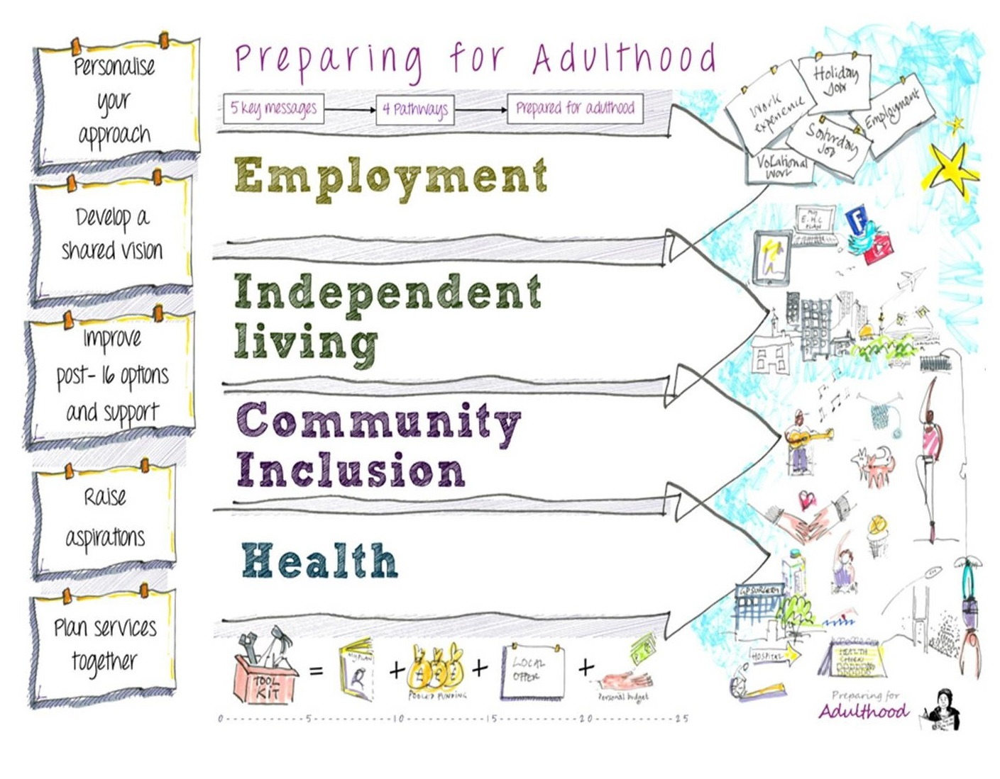 Preparing for Adulthood
5 key messages
4 Pathways
Prepared for adulthood
Personalise
your
approach
Develop a
shared vision
Improve
post-16 options
and support
Raise
aspirations
Plan services
together
Employment
Independent
living
Community
Inclusion
Health
Work
experience
Holiday
Job
Employment
Saturday
Job
Vocational
Work
My
E.H.C
PLAN
GP SURGERY
HOSPITAL
HEALTH
CHECK
TOOL
KIT
=
MY PLAN
+
POOLED FUNDING
+
LOCAL
OFFER
+
Personal budget
0 5 10 15 20 25
Preparing for
Adulthood